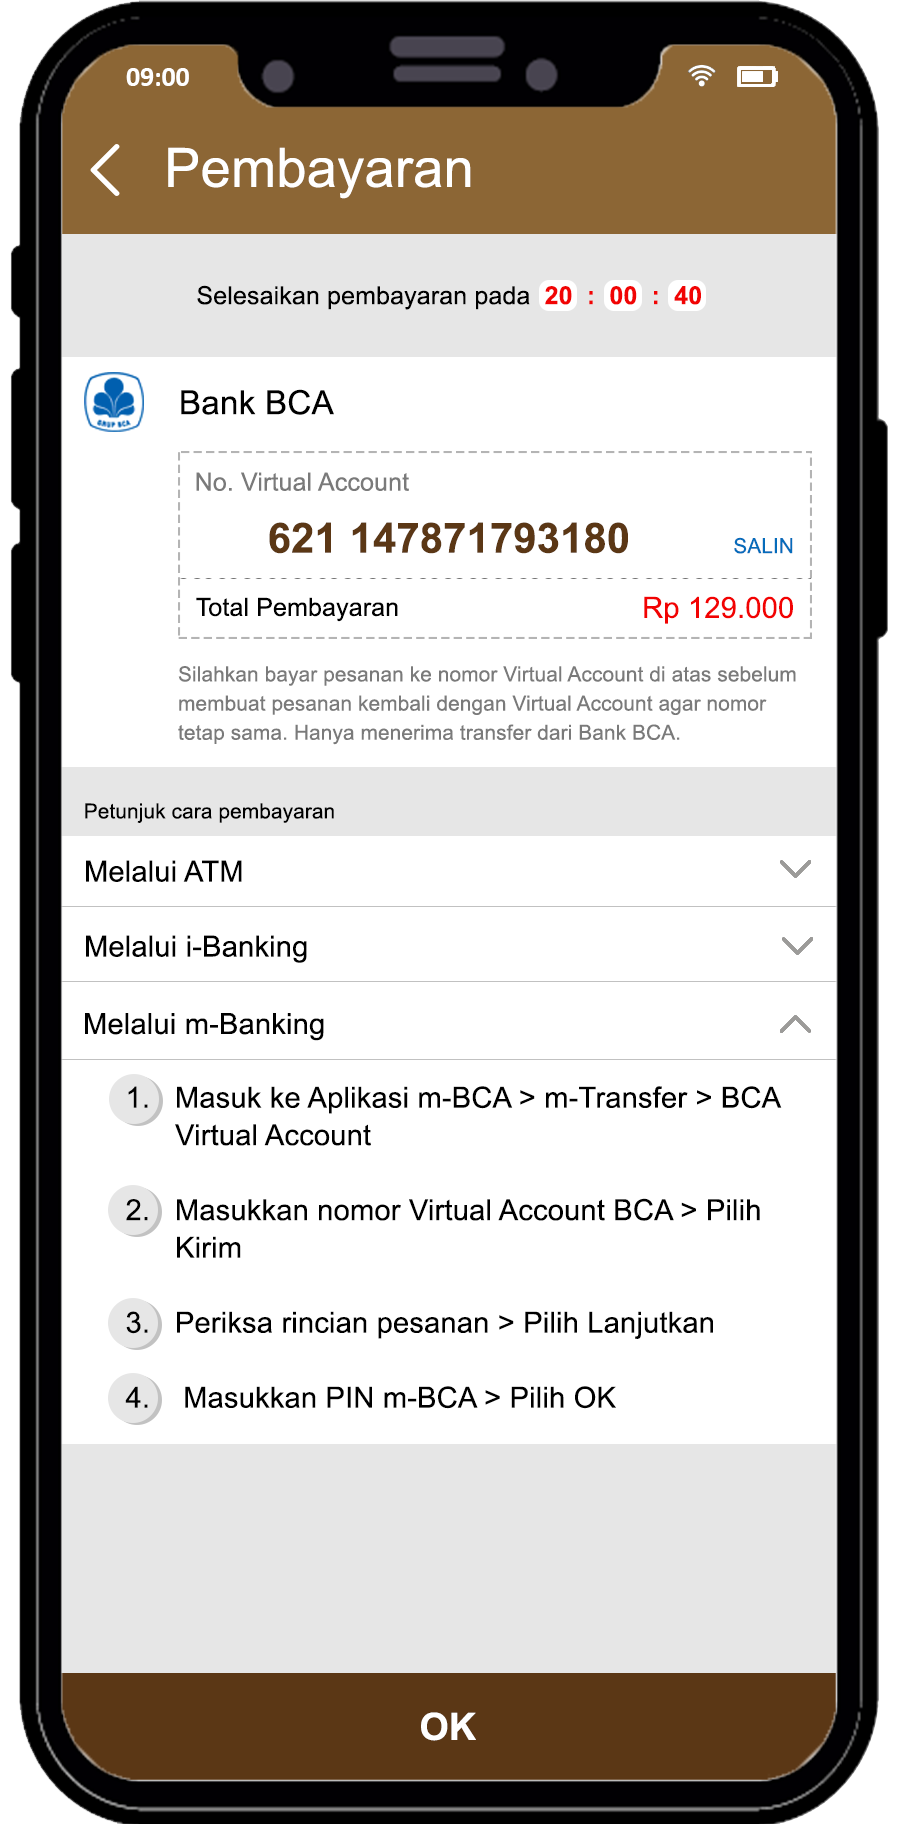 09:00
Pembayaran
Selesaikan pembayaran pada 20 : 00 : 40
GRUP BCA
Bank BCA
No. Virtual Account
621 147871793180
SALIN
Total Pembayaran Rp 129.000
Silahkan bayar pesanan ke nomor Virtual Account di atas sebelum
membuat pesanan kembali dengan Virtual Account agar nomor
tetap sama. Hanya menerima transfer dari Bank BCA.
Petunjuk cara pembayaran
Melalui ATM
Melalui i-Banking
Melalui m-Banking
1. Masuk ke Aplikasi m-BCA > m-Transfer > BCA
Virtual Account
2. Masukkan nomor Virtual Account BCA > Pilih
Kirim
3. Periksa rincian pesanan > Pilih Lanjutkan
4. Masukkan PIN m-BCA > Pilih OK
OK